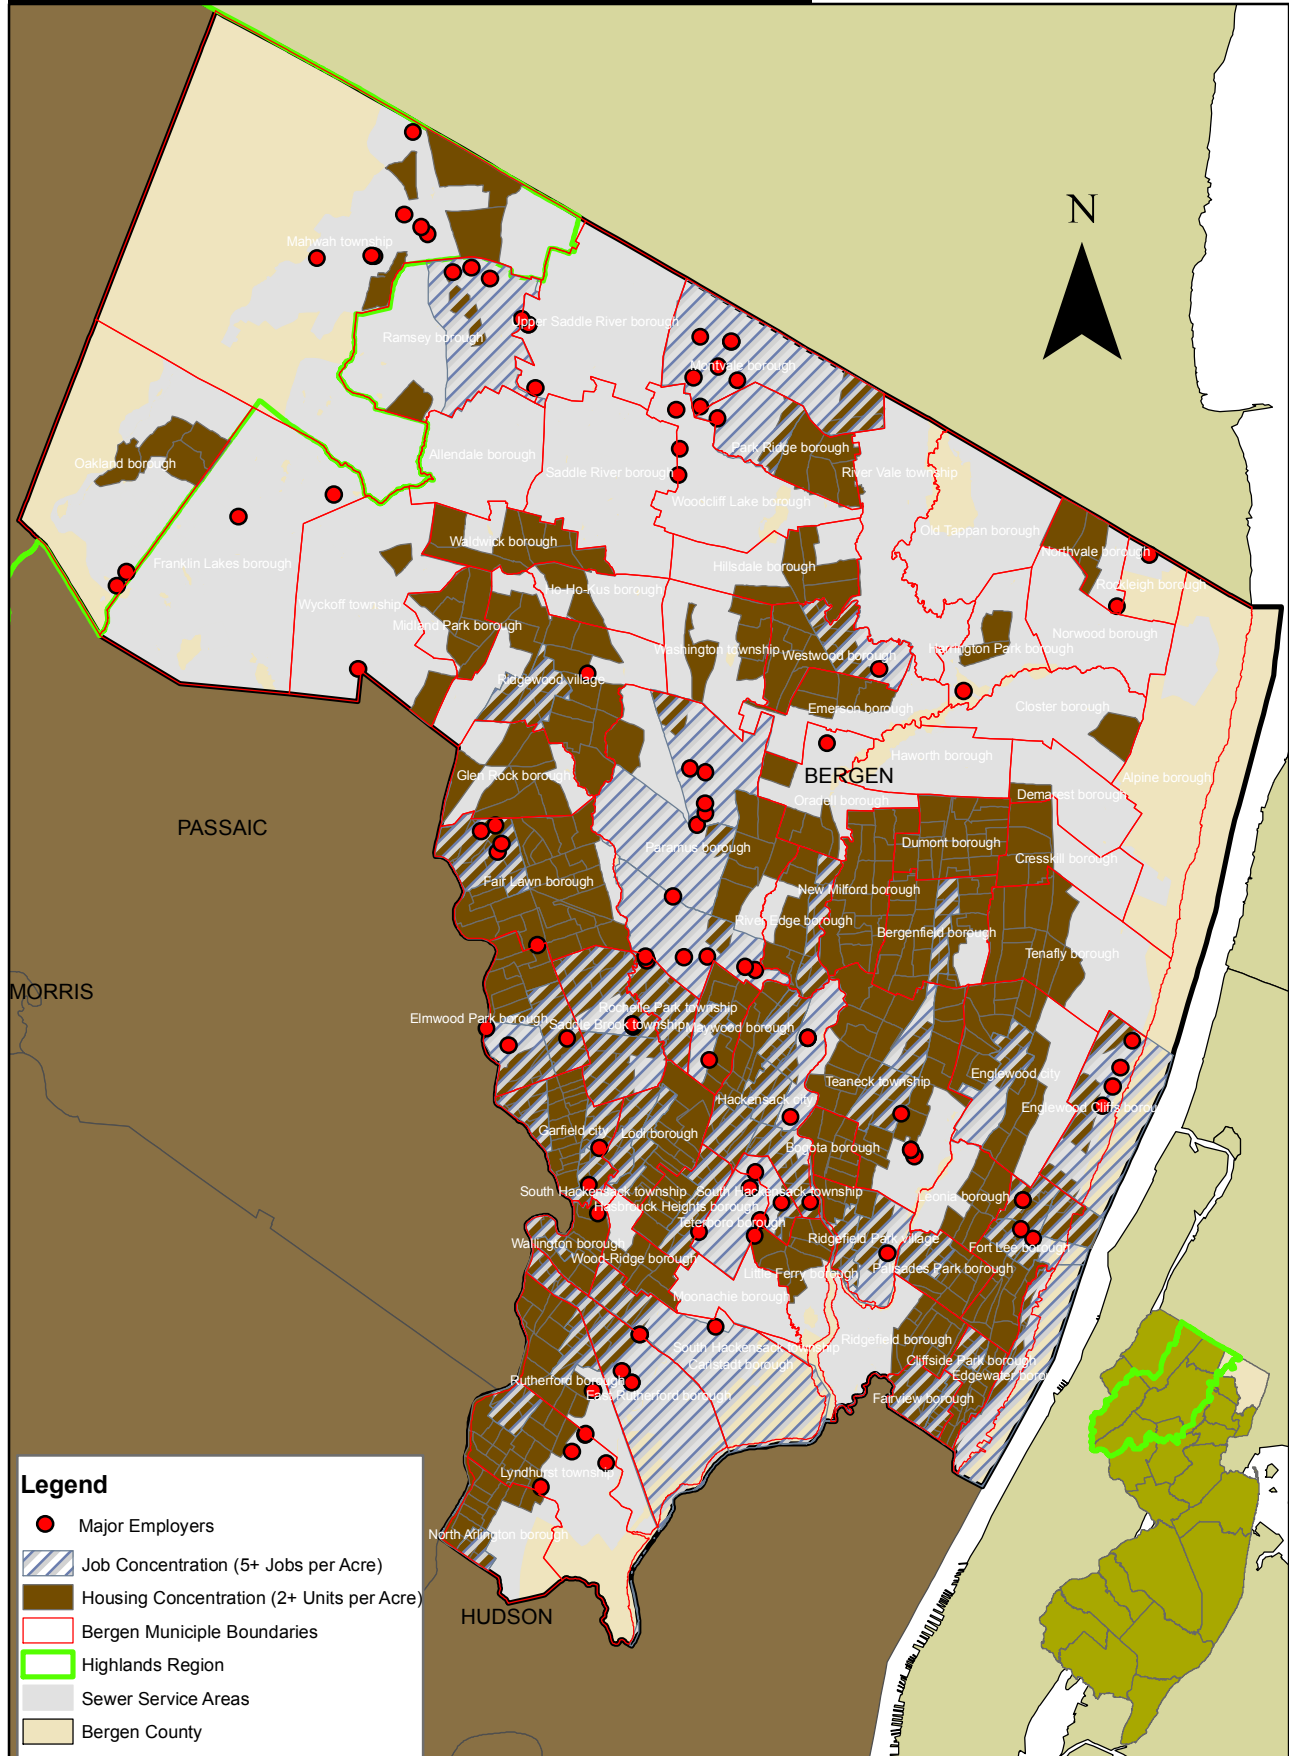 N
Mahwah township
Upper Saddle River borough
Ramsey borough
Montvale borough
Park Ridge borough
Allendale borough
Oakland borough
Saddle River borough
River Vale township
Woodcliff Lake borough
Old Tappan borough
Waldwick borough
Northvale borough
Franklin Lakes borough
Hillsdale borough
Rockleigh borough
Ho-Ho-Kus borough
Wyckoff township
Midland Park borough
Norwood borough
Washington township
Harrington Park borough
Westwood borough
Ridgewood village
Emerson borough
Closter borough
Haworth borough
Glen Rock borough
BERGEN
Alpine borough
Demarest borough
Oradell borough
PASSAIC
Dumont borough
Paramus borough
Cresskill borough
Fair Lawn borough
New Milford borough
River Edge borough
Bergenfield borough
Tenafly borough
MORRIS
Rochelle Park township
Elmwood Park borough
Saddle Brook township
Maywood borough
Englewood city
Teaneck township
Hackensack city
Englewood Cliffs borou
Garfield city
Lodi borough
Bogota borough
South Hackensack township
South Hackensack township
Leonia borough
Hasbrouck Heights borough
Teterboro borough
Ridgefield Park village
Wallington borough
Fort Lee borough
Wood-Ridge borough
Palisades Park borough
Little Ferry borough
Moonachie borough
Ridgefield borough
South Hackensack township
Carlstadt borough
Cliffside Park borough
Edgewater borou
Rutherford borough
East Rutherford borough
Fairview borough
Lyndhurst township
North Arlington borough
HUDSON
Legend
Major Employers
Job Concentration (5+ Jobs per Acre)
Housing Concentration (2+ Units per Acre)
Bergen Municiple Boundaries
Highlands Region
Sewer Service Areas
Bergen County